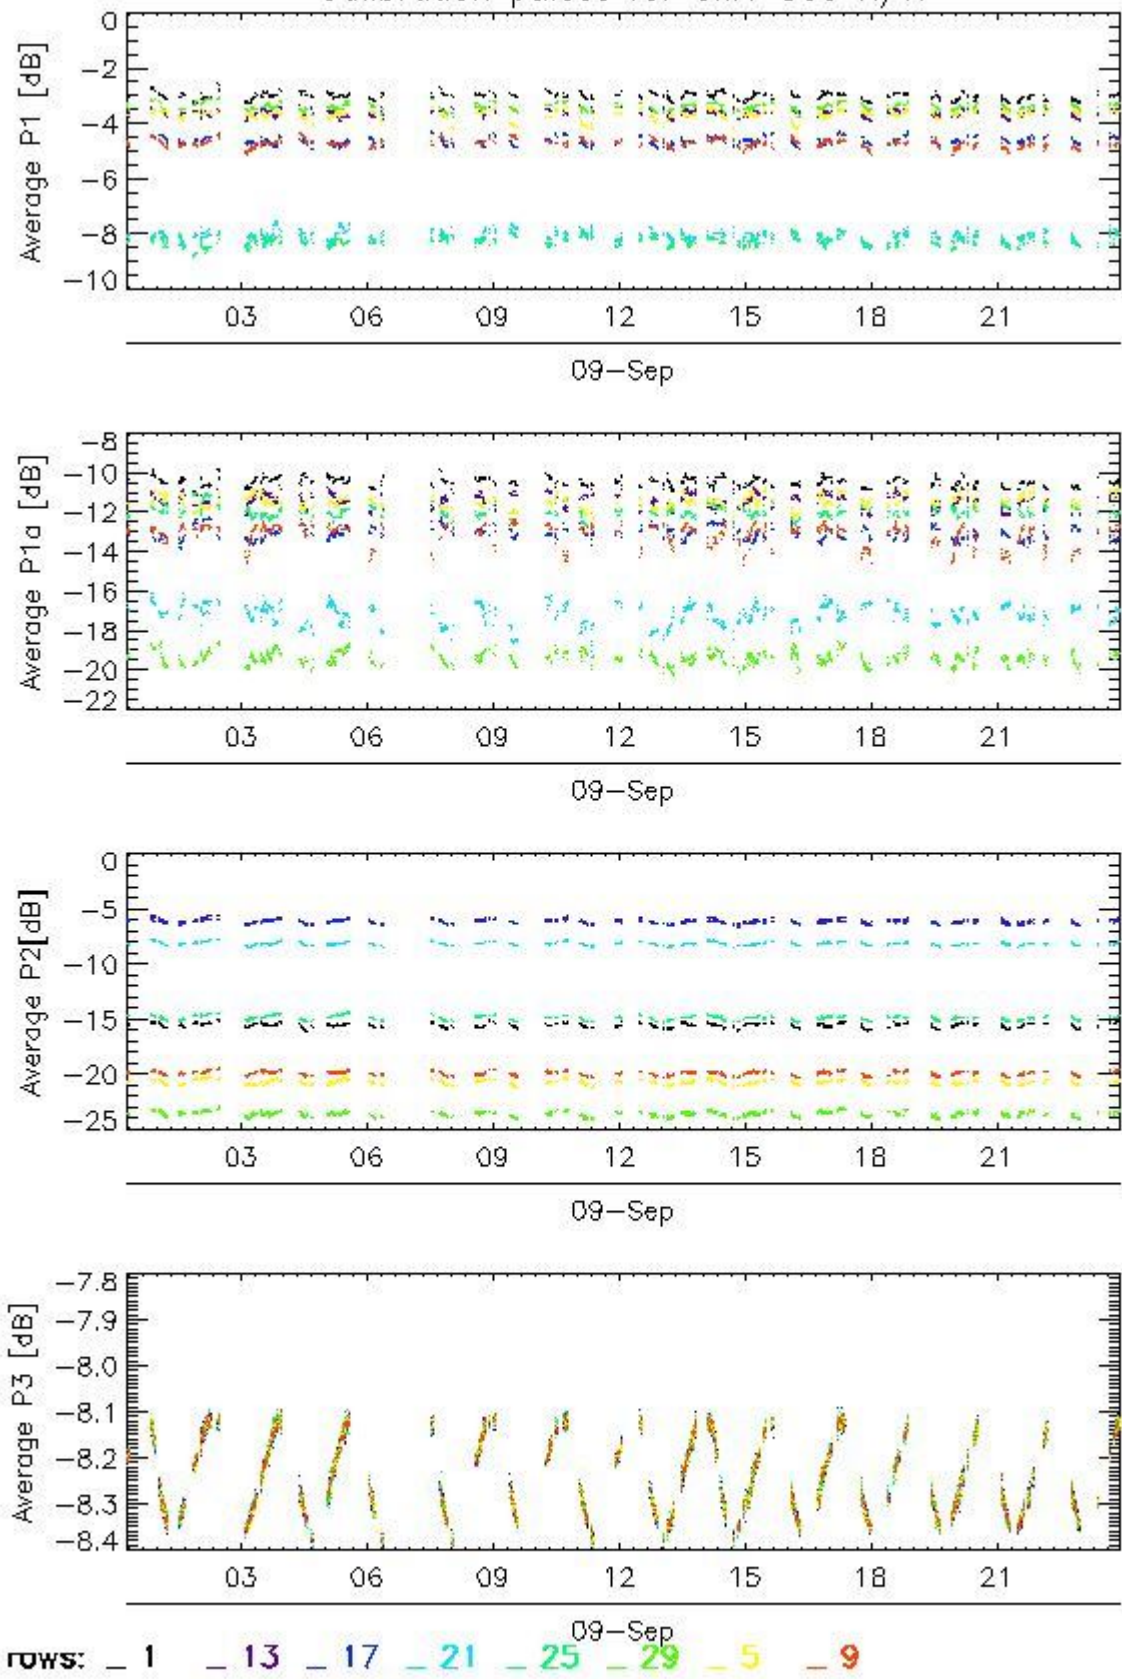 0
−2
−4
−6
−8
−10
Average P1 [dB]
03 06 09 12 15 18 21
09−Sep
−8
−10
−12
−14
−16
−18
−20
−22
Average P1a [dB]
03 06 09 12 15 18 21
09−Sep
0
−5
−10
−15
−20
−25
Average P2[dB]
03 06 09 12 15 18 21
09−Sep
−7.8
−7.9
−8.0
−8.1
−8.2
−8.3
−8.4
Average P3 [dB]
03 06 09 12 15 18 21
09−Sep
rows: _ 1 _ 13 _ 17 _ 21 _ 25 _ 29 _ 5 _ 9